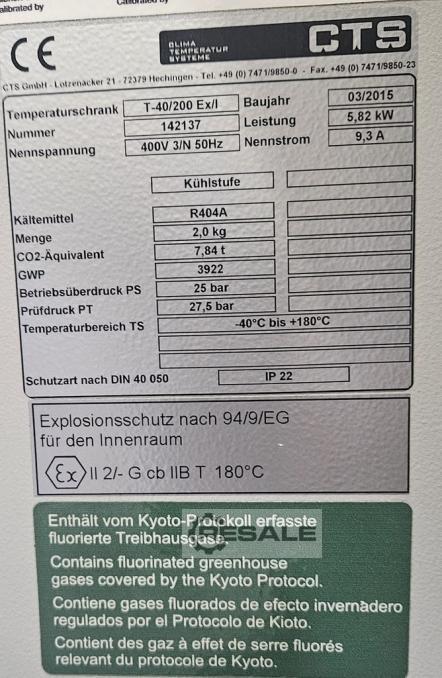 alibrated by
CE
CLIMA
TEMPERATUR
SYSTEME
CTS
CTS GmbH - Lotzenäcker 21 - 72379 Hechingen - Tel. +49 (0) 7471/9850-0 - Fax. +49 (0) 7471/9850-23
Temperaturschrank T-40/200 Ex/I Baujahr 03/2015
Nummer 142137 Leistung 5,82 kW
Nennspannung 400V 3/N 50Hz Nennstrom 9,3 A
Kühlstufe
Kältemittel R404A
Menge 2,0 kg
CO2-Äquivalent 7,84 t
GWP 3922
Betriebsüberdruck PS 25 bar
Prüfdruck PT 27,5 bar
Temperaturbereich TS -40°C bis +180°C
Schutzart nach DIN 40 050 IP 22
Explosionsschutz nach 94/9/EG
für den Innenraum
Ex II 2/- G cb IIB T 180°C
Enthält vom Kyoto-Protokoll erfasste
fluorierte Treibhausgase.
BESALE
Contains fluorinated greenhouse
gases covered by the Kyoto Protocol.
Contiene gases fluorados de efecto invernadero
regulados por el Protocolo de Kioto.
Contient des gaz à effet de serre fluorés
relevant du protocole de Kyoto.